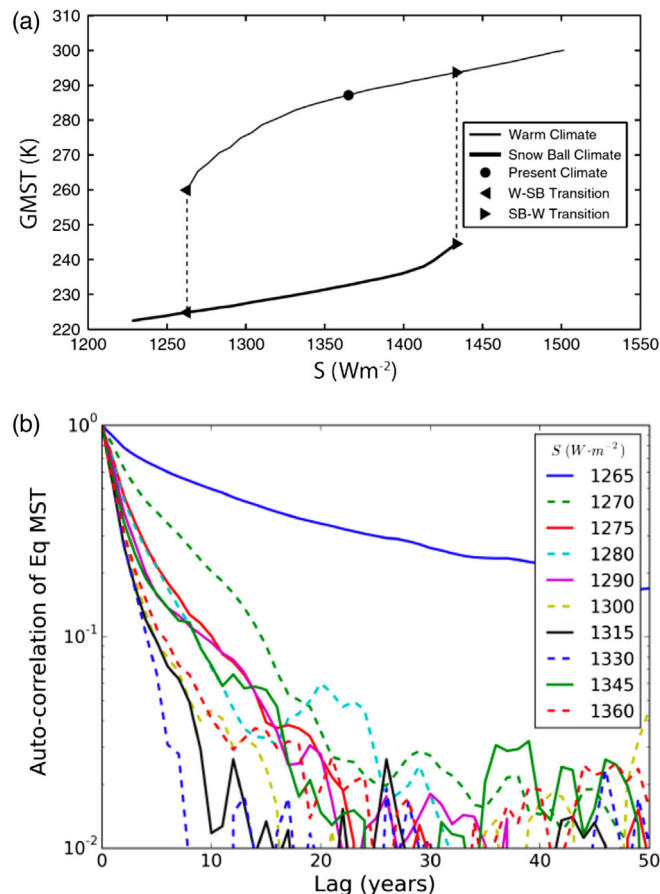 (a)
310
300
290
280
270
260
250
240
230
220
GMST (K)
1200 1250 1300 1350 1400 1450 1500 1550
S (Wm-2)
Warm Climate
Snow Ball Climate
Present Climate
W-SB Transition
SB-W Transition
(b)
10⁰
10⁻¹
10⁻²
Auto-correlation of Eq MST
0 10 20 30 40 50
Lag (years)
S (W·m⁻²)
1265
1270
1275
1280
1290
1300
1315
1330
1345
1360